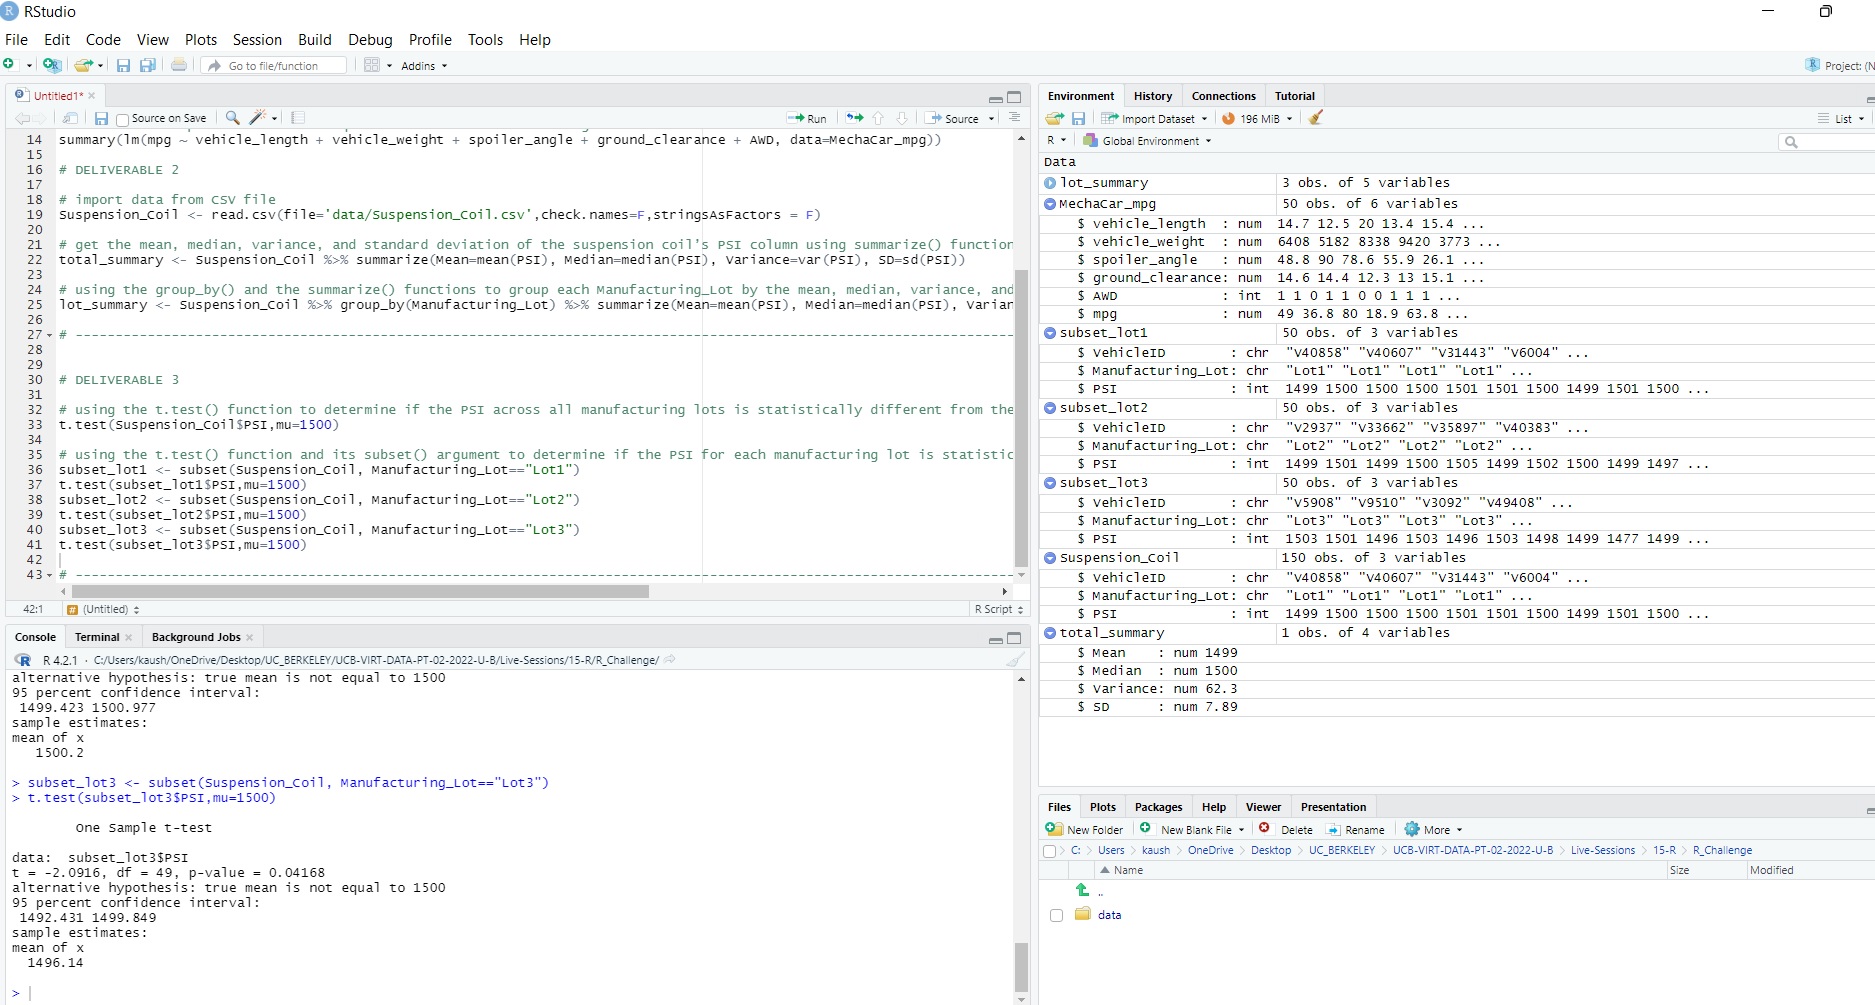 RStudio
File Edit Code View Plots Session Build Debug Profile Tools Help
Go to file/function Addins Project: (N
Untitled1*
Source on Save Run Source
14 summary(lm(mpg ~ vehicle_length + vehicle_weight + spoiler_angle + ground_clearance + AWD, data=MechaCar_mpg))
15
16 # DELIVERABLE 2
17
18 # import data from CSV file
19 Suspension_Coil <- read.csv(file='data/Suspension_Coil.csv',check.names=F,stringsAsFactors = F)
20
21 # get the mean, median, variance, and standard deviation of the suspension coil's PSI column using summarize() function
22 total_summary <- Suspension_Coil %>% summarize(Mean=mean(PSI), Median=median(PSI), Variance=var(PSI), SD=sd(PSI))
23
24 # using the group_by() and the summarize() functions to group each Manufacturing_Lot by the mean, median, variance, and
25 lot_summary <- Suspension_Coil %>% group_by(Manufacturing_Lot) %>% summarize(Mean=mean(PSI), Median=median(PSI), Varian
26
27 # ----------------------------------------------------------------
28
29
30 # DELIVERABLE 3
31
32 # using the t.test() function to determine if the PSI across all manufacturing lots is statistically different from the
33 t.test(Suspension_Coil$PSI,mu=1500)
34
35 # using the t.test() function and its subset() argument to determine if the PSI for each manufacturing lot is statistic
36 subset_lot1 <- subset(Suspension_Coil, Manufacturing_Lot=="Lot1")
37 t.test(subset_lot1$PSI,mu=1500)
38 subset_lot2 <- subset(Suspension_Coil, Manufacturing_Lot=="Lot2")
39 t.test(subset_lot2$PSI,mu=1500)
40 subset_lot3 <- subset(Suspension_Coil, Manufacturing_Lot=="Lot3")
41 t.test(subset_lot3$PSI,mu=1500)
42
43 # ----------------------------------------------------------------
42:1 (Untitled) R Script
Console Terminal Background Jobs
R 4.2.1 · C:/Users/kaush/OneDrive/Desktop/UC_BERKELEY/UCB-VIRT-DATA-PT-02-2022-U-B/Live-Sessions/15-R/R_Challenge/
alternative hypothesis: true mean is not equal to 1500
95 percent confidence interval:
1499.423 1500.977
sample estimates:
mean of x
1500.2
> subset_lot3 <- subset(Suspension_Coil, Manufacturing_Lot=="Lot3")
> t.test(subset_lot3$PSI,mu=1500)
One Sample t-test
data: subset_lot3$PSI
t = -2.0916, df = 49, p-value = 0.04168
alternative hypothesis: true mean is not equal to 1500
95 percent confidence interval:
1492.431 1499.849
sample estimates:
mean of x
1496.14
>
Environment History Connections Tutorial
Import Dataset 196 MiB List
R Global Environment
Data
lot_summary 3 obs. of 5 variables
MechaCar_mpg 50 obs. of 6 variables
$ vehicle_length : num 14.7 12.5 20 13.4 15.4 ...
$ vehicle_weight : num 6408 5182 8338 9420 3773 ...
$ spoiler_angle : num 48.8 90 78.6 55.9 26.1 ...
$ ground_clearance: num 14.6 14.4 12.3 13 15.1 ...
$ AWD : int 1 1 0 1 1 0 0 1 1 1 ...
$ mpg : num 49 36.8 80 18.9 63.8 ...
subset_lot1 50 obs. of 3 variables
$ VehicleID : chr "V40858" "V40607" "V31443" "V6004" ...
$ Manufacturing_Lot: chr "Lot1" "Lot1" "Lot1" "Lot1" ...
$ PSI : int 1499 1500 1500 1500 1501 1501 1500 1499 1501 1500 ...
subset_lot2 50 obs. of 3 variables
$ VehicleID : chr "V2937" "V33662" "V35897" "V40383" ...
$ Manufacturing_Lot: chr "Lot2" "Lot2" "Lot2" "Lot2" ...
$ PSI : int 1499 1501 1499 1500 1505 1499 1502 1500 1499 1497 ...
subset_lot3 50 obs. of 3 variables
$ VehicleID : chr "V5908" "V9510" "V3092" "V49408" ...
$ Manufacturing_Lot: chr "Lot3" "Lot3" "Lot3" "Lot3" ...
$ PSI : int 1503 1501 1496 1503 1496 1503 1498 1499 1477 1499 ...
Suspension_Coil 150 obs. of 3 variables
$ VehicleID : chr "V40858" "V40607" "V31443" "V6004" ...
$ Manufacturing_Lot: chr "Lot1" "Lot1" "Lot1" "Lot1" ...
$ PSI : int 1499 1500 1500 1500 1501 1501 1500 1499 1501 1500 ...
total_summary 1 obs. of 4 variables
$ Mean : num 1499
$ Median : num 1500
$ Variance: num 62.3
$ SD : num 7.89
Files Plots Packages Help Viewer Presentation
New Folder New Blank File Delete Rename More
C: Users kaush OneDrive Desktop UC_BERKELEY UCB-VIRT-DATA-PT-02-2022-U-B Live-Sessions 15-R R_Challenge
Name Size Modified
..
data